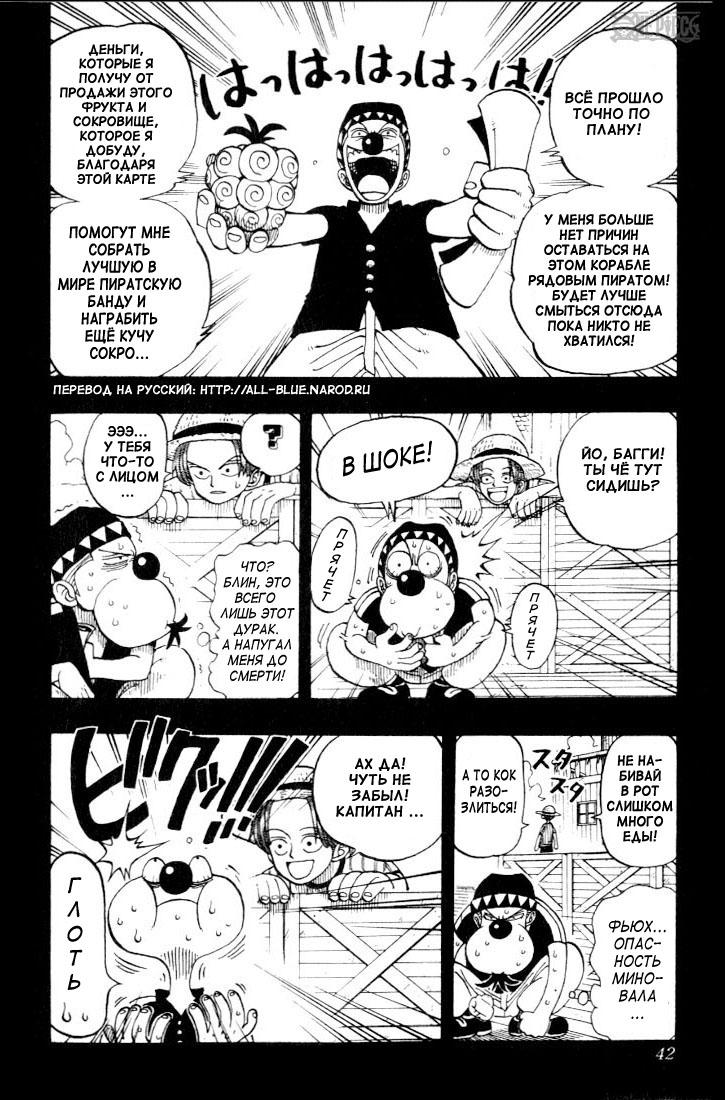 ONE PIECE
はっはっはっはっは!!
ВСЁ ПРОШЛО
ТОЧНО ПО
ПЛАНУ!
У МЕНЯ БОЛЬШЕ
НЕТ ПРИЧИН
ОСТАВАТЬСЯ НА
ЭТОМ КОРАБЛЕ
РЯДОВЫМ ПИРАТОМ!
БУДЕТ ЛУЧШЕ
СМЫТЬСЯ ОТСЮДА
ПОКА НИКТО НЕ
ХВАТИЛСЯ!
ДЕНЬГИ,
КОТОРЫЕ Я
ПОЛУЧУ ОТ
ПРОДАЖИ ЭТОГО
ФРУКТА И
СОКРОВИЩЕ,
КОТОРОЕ Я
ДОБУДУ,
БЛАГОДАРЯ
ЭТОЙ КАРТЕ
ПОМОГУТ МНЕ
СОБРАТЬ
ЛУЧШУЮ В
МИРЕ ПИРАТСКУЮ
БАНДУ И
НАГРАБИТЬ
ЕЩЁ КУЧУ
СОКРО...
ПЕРЕВОД НА РУССКИЙ: HTTP://ALL-BLUE.NAROD.RU
ЙО, БАГГИ!
ТЫ ЧЁ ТУТ
СИДИШЬ?
В ШОКЕ!
ПРЯЧЕТ
ПРЯЧЕТ
?
ЭЭЭ...
У ТЕБЯ
ЧТО-ТО
С ЛИЦОМ
...
ЧТО?
БЛИН, ЭТО
ВСЕГО
ЛИШЬ ЭТОТ
ДУРАК.
А НАПУГАЛ
МЕНЯ ДО
СМЕРТИ!
НЕ НА-
БИВАЙ
В РОТ
СЛИШКОМ
МНОГО
ЕДЫ!
А ТО КОК
РАЗО-
ЗЛИТЬСЯ!
スタ
スタ
ФЬЮХ...
ОПАС-
НОСТЬ
МИНО-
ВАЛА
...
АХ ДА!
ЧУТЬ НЕ
ЗАБЫЛ!
КАПИТАН ...
ビクッ!!!
ГЛОТЬ
42